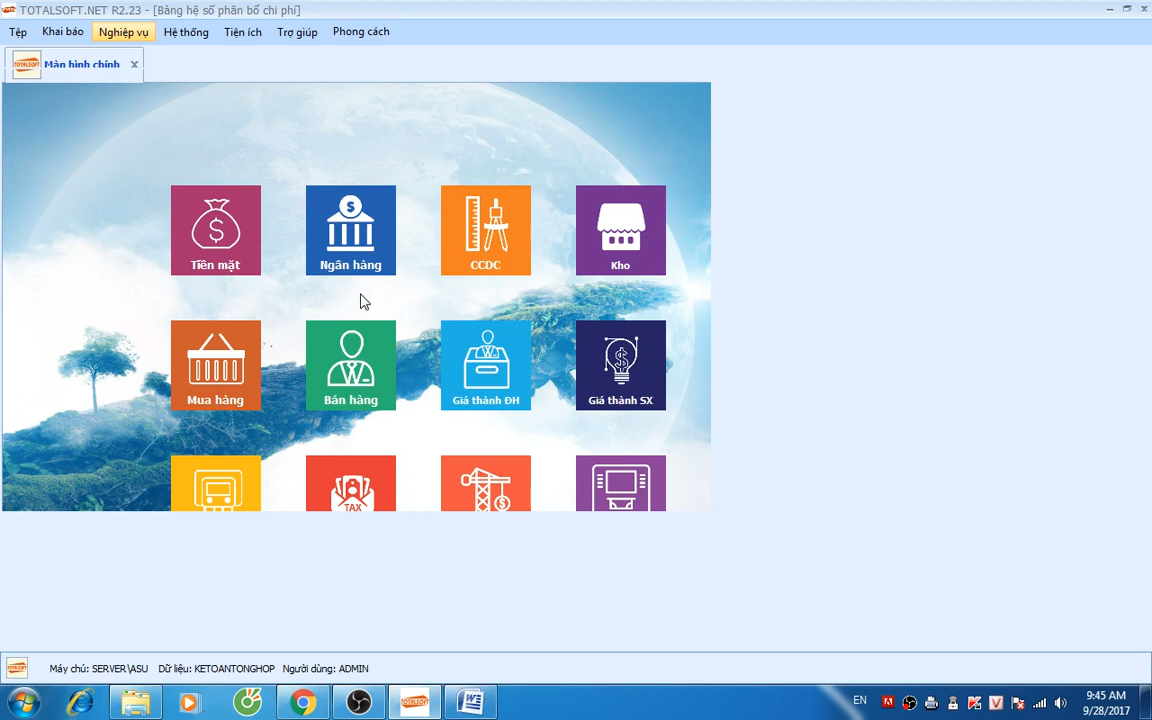 TOTALSOFT.NET R2.23 - [Bảng hệ số phân bổ chi phí]
Tệp Khai báo Nghiệp vụ Hệ thống Tiện ích Trợ giúp Phong cách
TOTALSOFT Màn hình chính
$ $
Tiền mặt Ngân hàng CCDC Kho
$
Mua hàng Bán hàng Giá thành ĐH Giá thành SX
TAX $
Máy chủ: SERVER\ASU Dữ liệu: KETOANTONGHOP Người dùng: ADMIN
EN 9:45 AM
9/28/2017